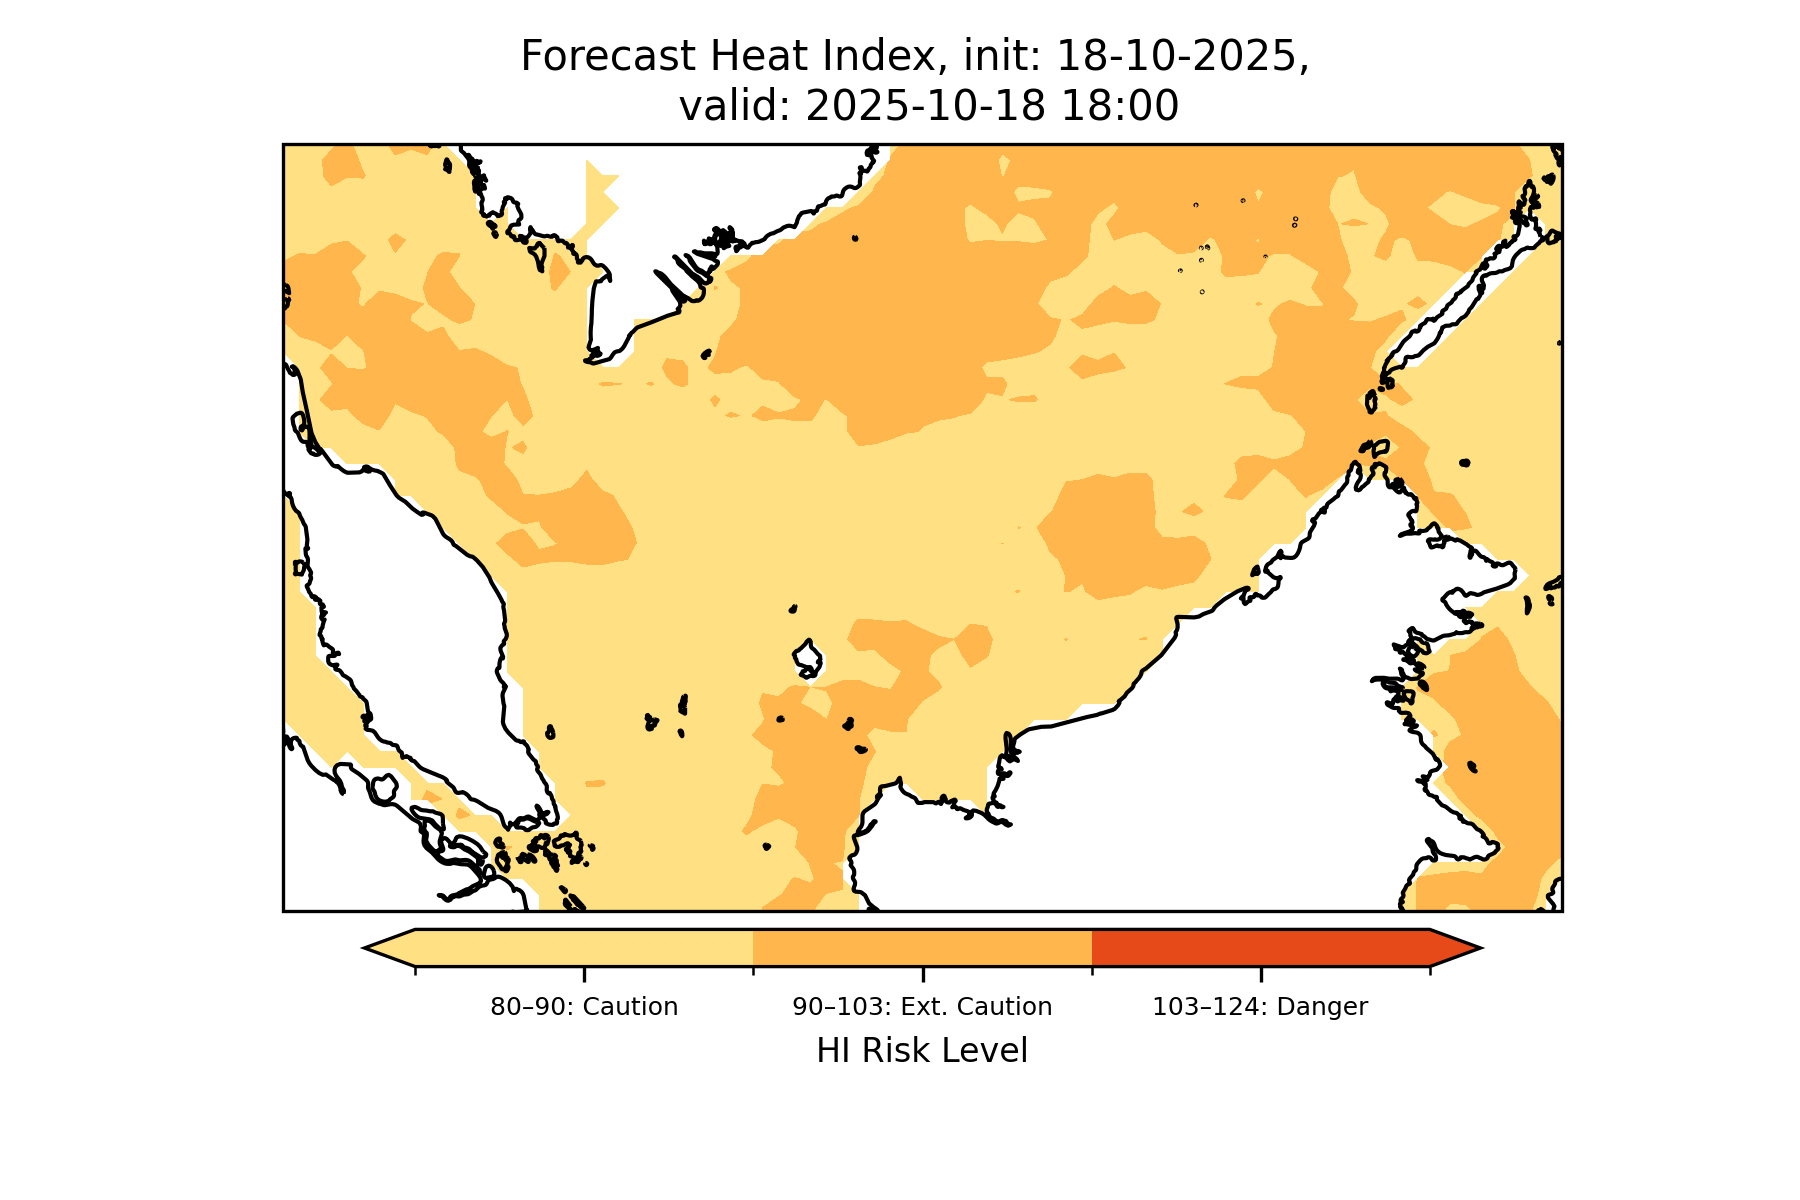 Forecast Heat Index, init: 18-10-2025,
valid: 2025-10-18 18:00
80–90: Caution
90–103: Ext. Caution
103–124: Danger
HI Risk Level